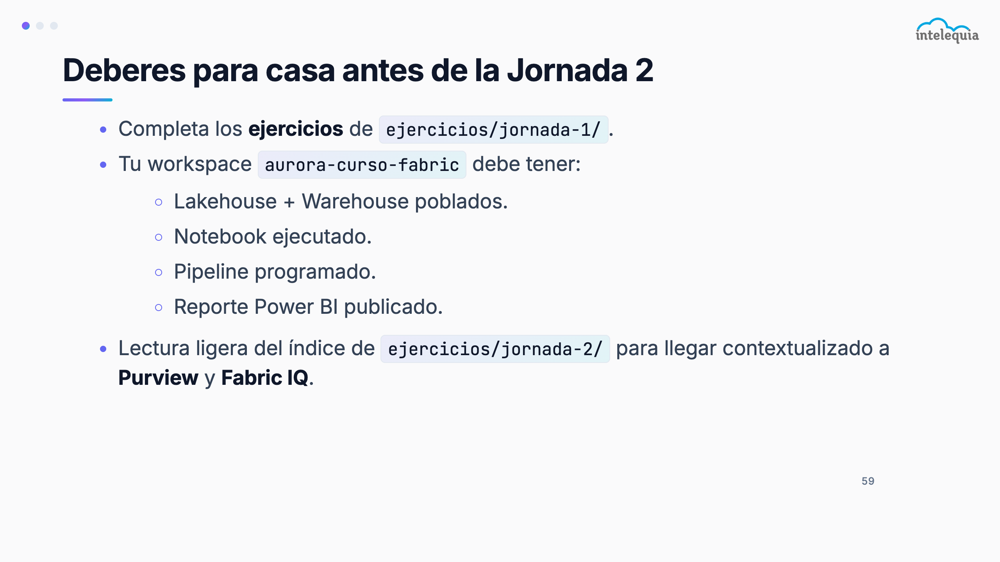 intelequia
Deberes para casa antes de la Jornada 2
Completa los ejercicios de ejercicios/jornada-1/.
Tu workspace aurora-curso-fabric debe tener:
Lakehouse + Warehouse poblados.
Notebook ejecutado.
Pipeline programado.
Reporte Power BI publicado.
Lectura ligera del índice de ejercicios/jornada-2/ para llegar contextualizado a
Purview y Fabric IQ.
59